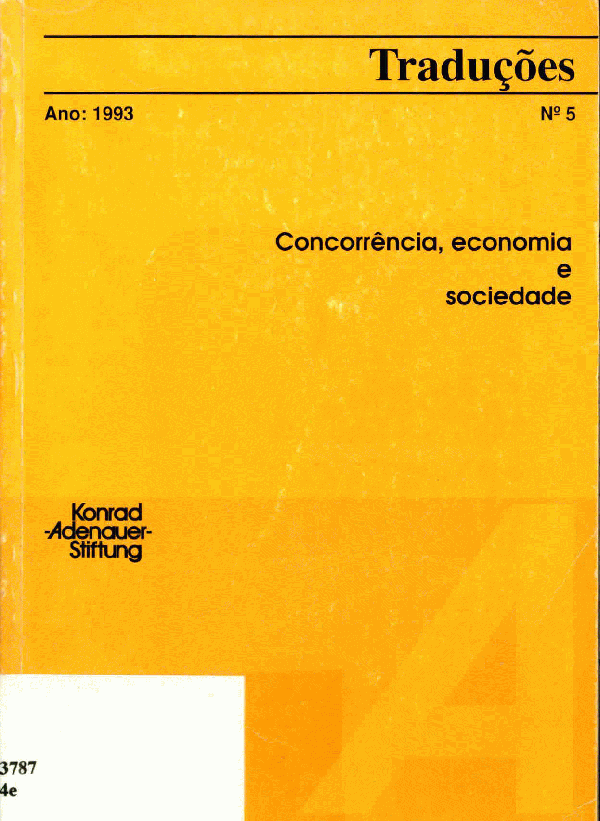 Traduções
Ano: 1993
Nº 5
Concorrência, economia
e
sociedade
Konrad
-Adenauer-
Stiftung
3787
4e